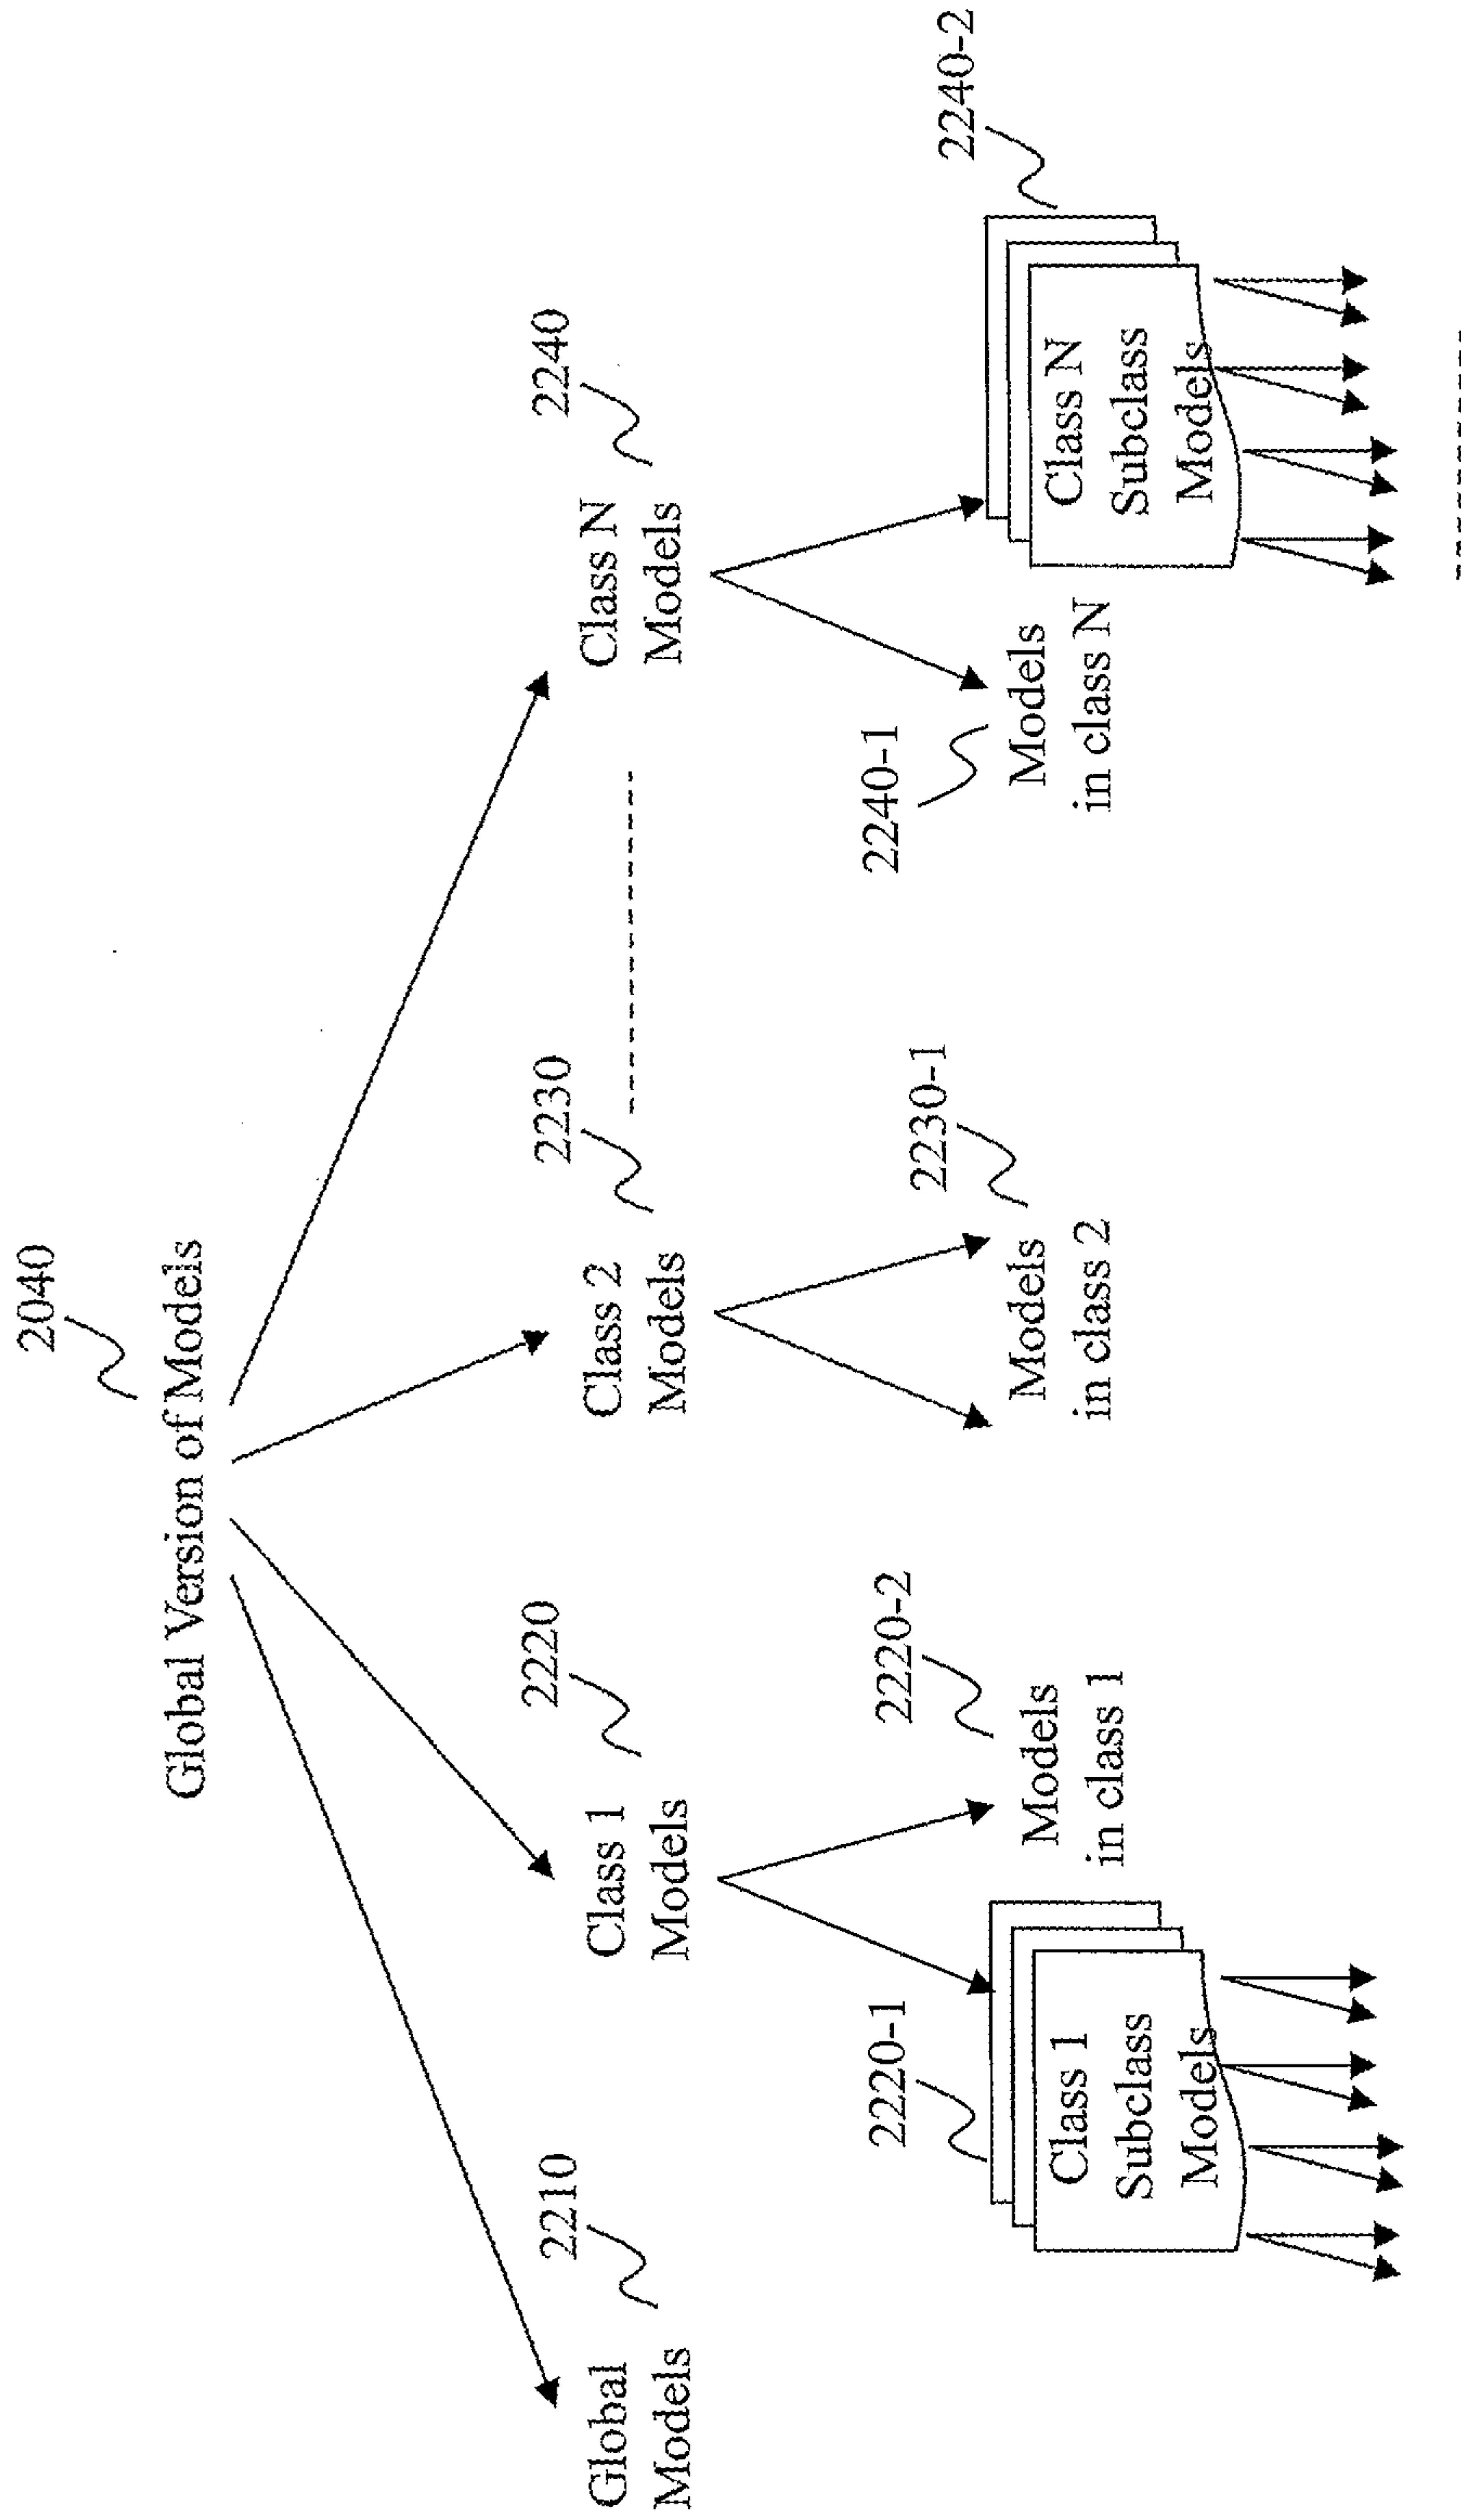 2040
Global Version of Models
2210
2220
2230
2240
Global
Models
Class 1
Models
Class 2
Models
Class N
Models
2220-1
2220-2
2230-1
2240-1
2240-2
Class 1
Subclass
Models
Models
in class 1
Models
in class 2
Models
in class N
Class N
Subclass
Models